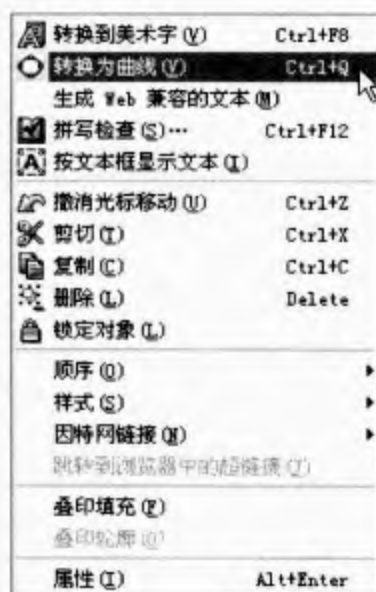 转换到美术字(V) Ctrl+F8
转换为曲线(V) Ctrl+Q
生成 Web 兼容的文本(M)
拼写检查(S)… Ctrl+F12
按文本框显示文本(I)
撤消光标移动(U) Ctrl+Z
剪切(T) Ctrl+X
复制(C) Ctrl+C
删除(L) Delete
锁定对象(L)
顺序(O)
样式(S)
因特网链接(N)
跳转到浏览器中的超链接(J)
叠印填充(F)
叠印轮廓(O)
属性(I) Alt+Enter